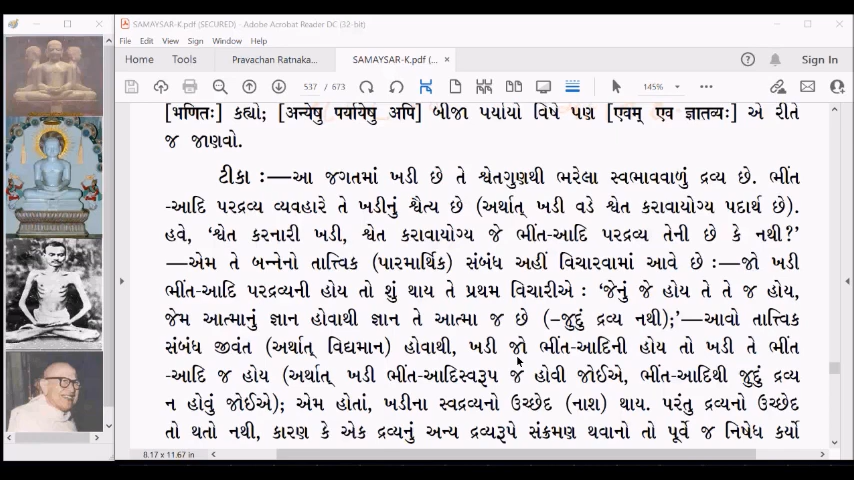 SAMAYSAR-K.pdf (SECURED) - Adobe Acrobat Reader DC (32-bit)
File Edit View Sign Window Help
Home Tools Pravachan Ratnaka... SAMAYSAR-K.pdf (... × Sign In
537 / 673 145%
[भणितः] કહ્યો; [अन्येषु पर्यायेषु अपि] બીજા પર્યાયો વિષે પણ [एवम् एव ज्ञातव्यः] એ રીતે
જ જાણવો.
ટીકા :—આ જગતમાં ખડી છે તે શ્વેતગુણથી ભરેલા સ્વભાવવાળું દ્રવ્ય છે. ભીંત
-આદિ પરદ્રવ્ય વ્યવહારે તે ખડીનું શ્વૈત્ય છે (અર્થાત્ ખડી વડે શ્વેત કરાવાયોગ્ય પદાર્થ છે).
હવે, ‘શ્વેત કરનારી ખડી, શ્વેત કરાવાયોગ્ય જે ભીંત-આદિ પરદ્રવ્ય તેની છે કે નથી?’
—એમ તે બન્નેનો તાત્ત્વિક (પારમાર્થિક) સંબંધ અહીં વિચારવામાં આવે છે :—જો ખડી
ભીંત-આદિ પરદ્રવ્યની હોય તો શું થાય તે પ્રથમ વિચારીએ : ‘જેનું જે હોય તે તે જ હોય,
જેમ આત્માનું જ્ઞાન હોવાથી જ્ઞાન તે આત્મા જ છે (-જુદું દ્રવ્ય નથી);’—આવો તાત્ત્વિક
સંબંધ જીવંત (અર્થાત્ વિદ્યમાન) હોવાથી, ખડી જો ભીંત-આદિની હોય તો ખડી તે ભીંત
-આદિ જ હોય (અર્થાત્ ખડી ભીંત-આદિસ્વરૂપ જ હોવી જોઈએ, ભીંત-આદિથી જુદું દ્રવ્ય
ન હોવું જોઈએ); એમ હોતાં, ખડીના સ્વદ્રવ્યનો ઉચ્છેદ (નાશ) થાય. પરંતુ દ્રવ્યનો ઉચ્છેદ
તો થતો નથી, કારણ કે એક દ્રવ્યનું અન્ય દ્રવ્યરૂપે સંક્રમણ થવાનો તો પૂર્વે જ નિષેધ કર્યો
8.17 x 11.67 in